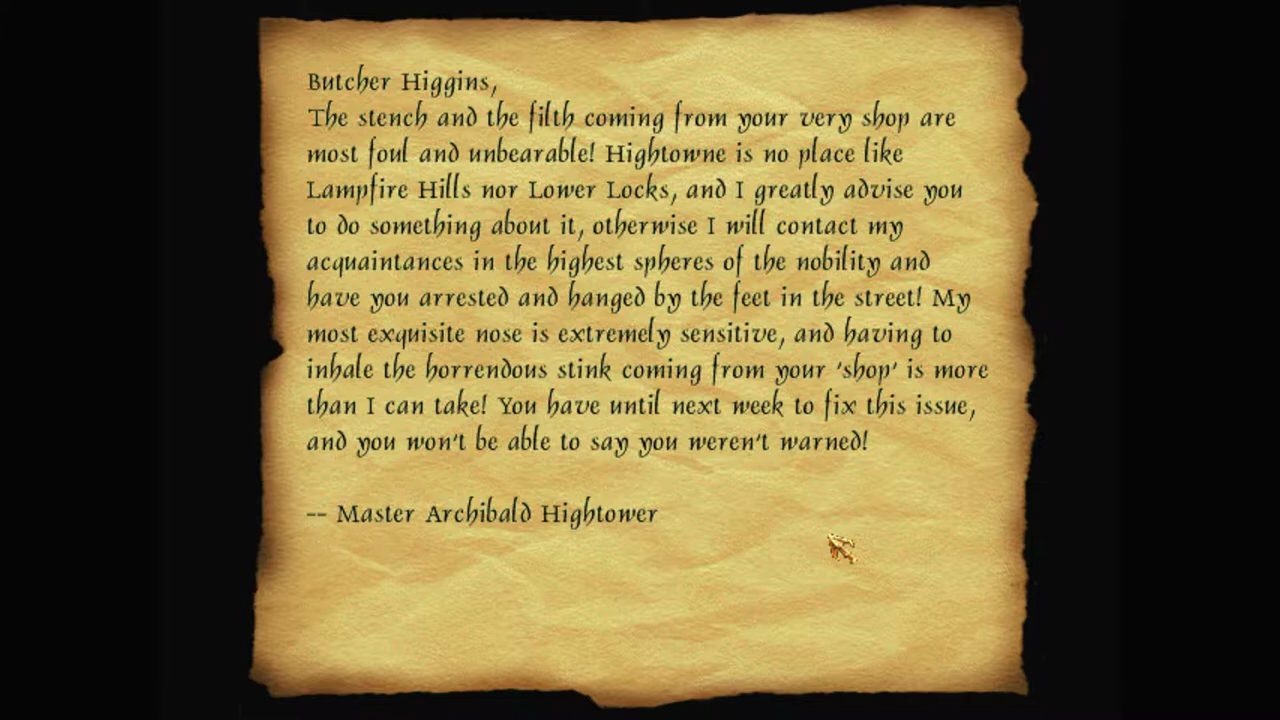 Butcher Higgins,
The stench and the filth coming from your very shop are
most foul and unbearable! Hightowne is no place like
Lampfire Hills nor Lower Locks, and I greatly advise you
to do something about it, otherwise I will contact my
acquaintances in the highest spheres of the nobility and
have you arrested and hanged by the feet in the street! My
most exquisite nose is extremely sensitive, and having to
inhale the horrendous stink coming from your 'shop' is more
than I can take! You have until next week to fix this issue,
and you won't be able to say you weren't warned!
-- Master Archibald Hightower